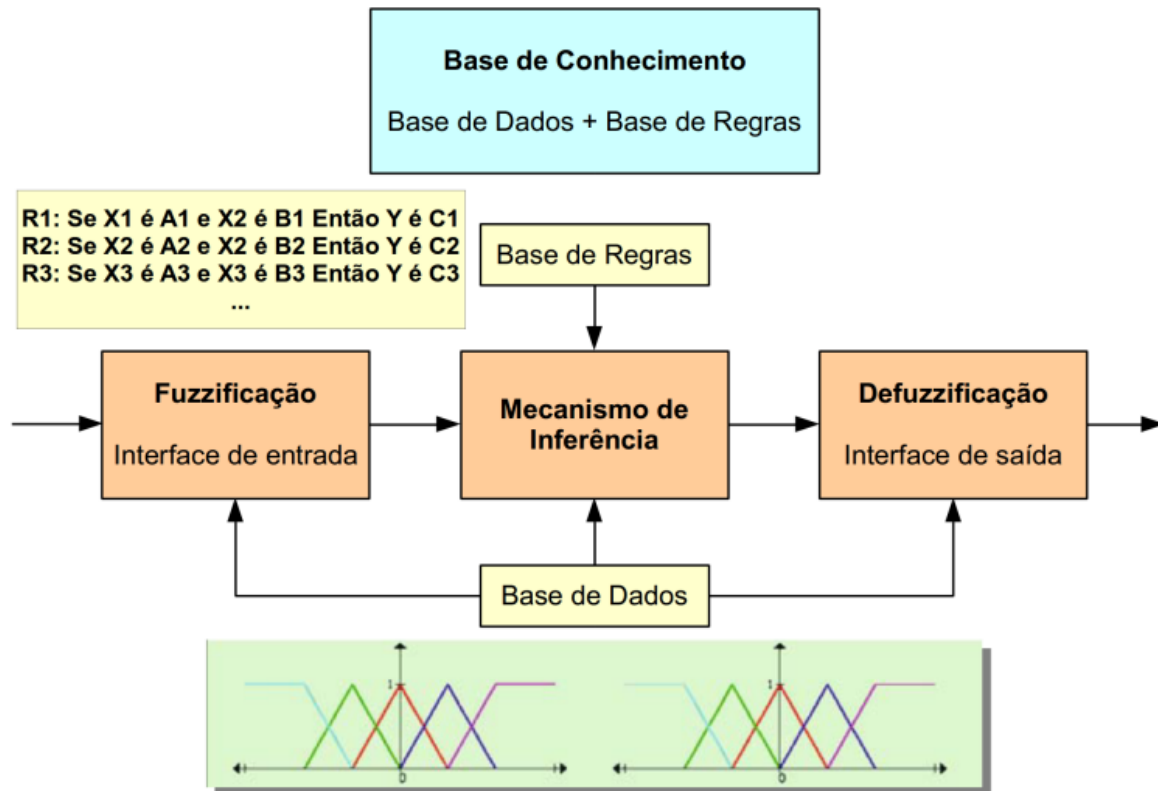 Base de Conhecimento
Base de Dados + Base de Regras
R1: Se X1 é A1 e X2 é B1 Então Y é C1
R2: Se X2 é A2 e X2 é B2 Então Y é C2
R3: Se X3 é A3 e X3 é B3 Então Y é C3
...
Base de Regras
Fuzzificação
Interface de entrada
Mecanismo de
Inferência
Defuzzificação
Interface de saída
Base de Dados
1
0
1
0